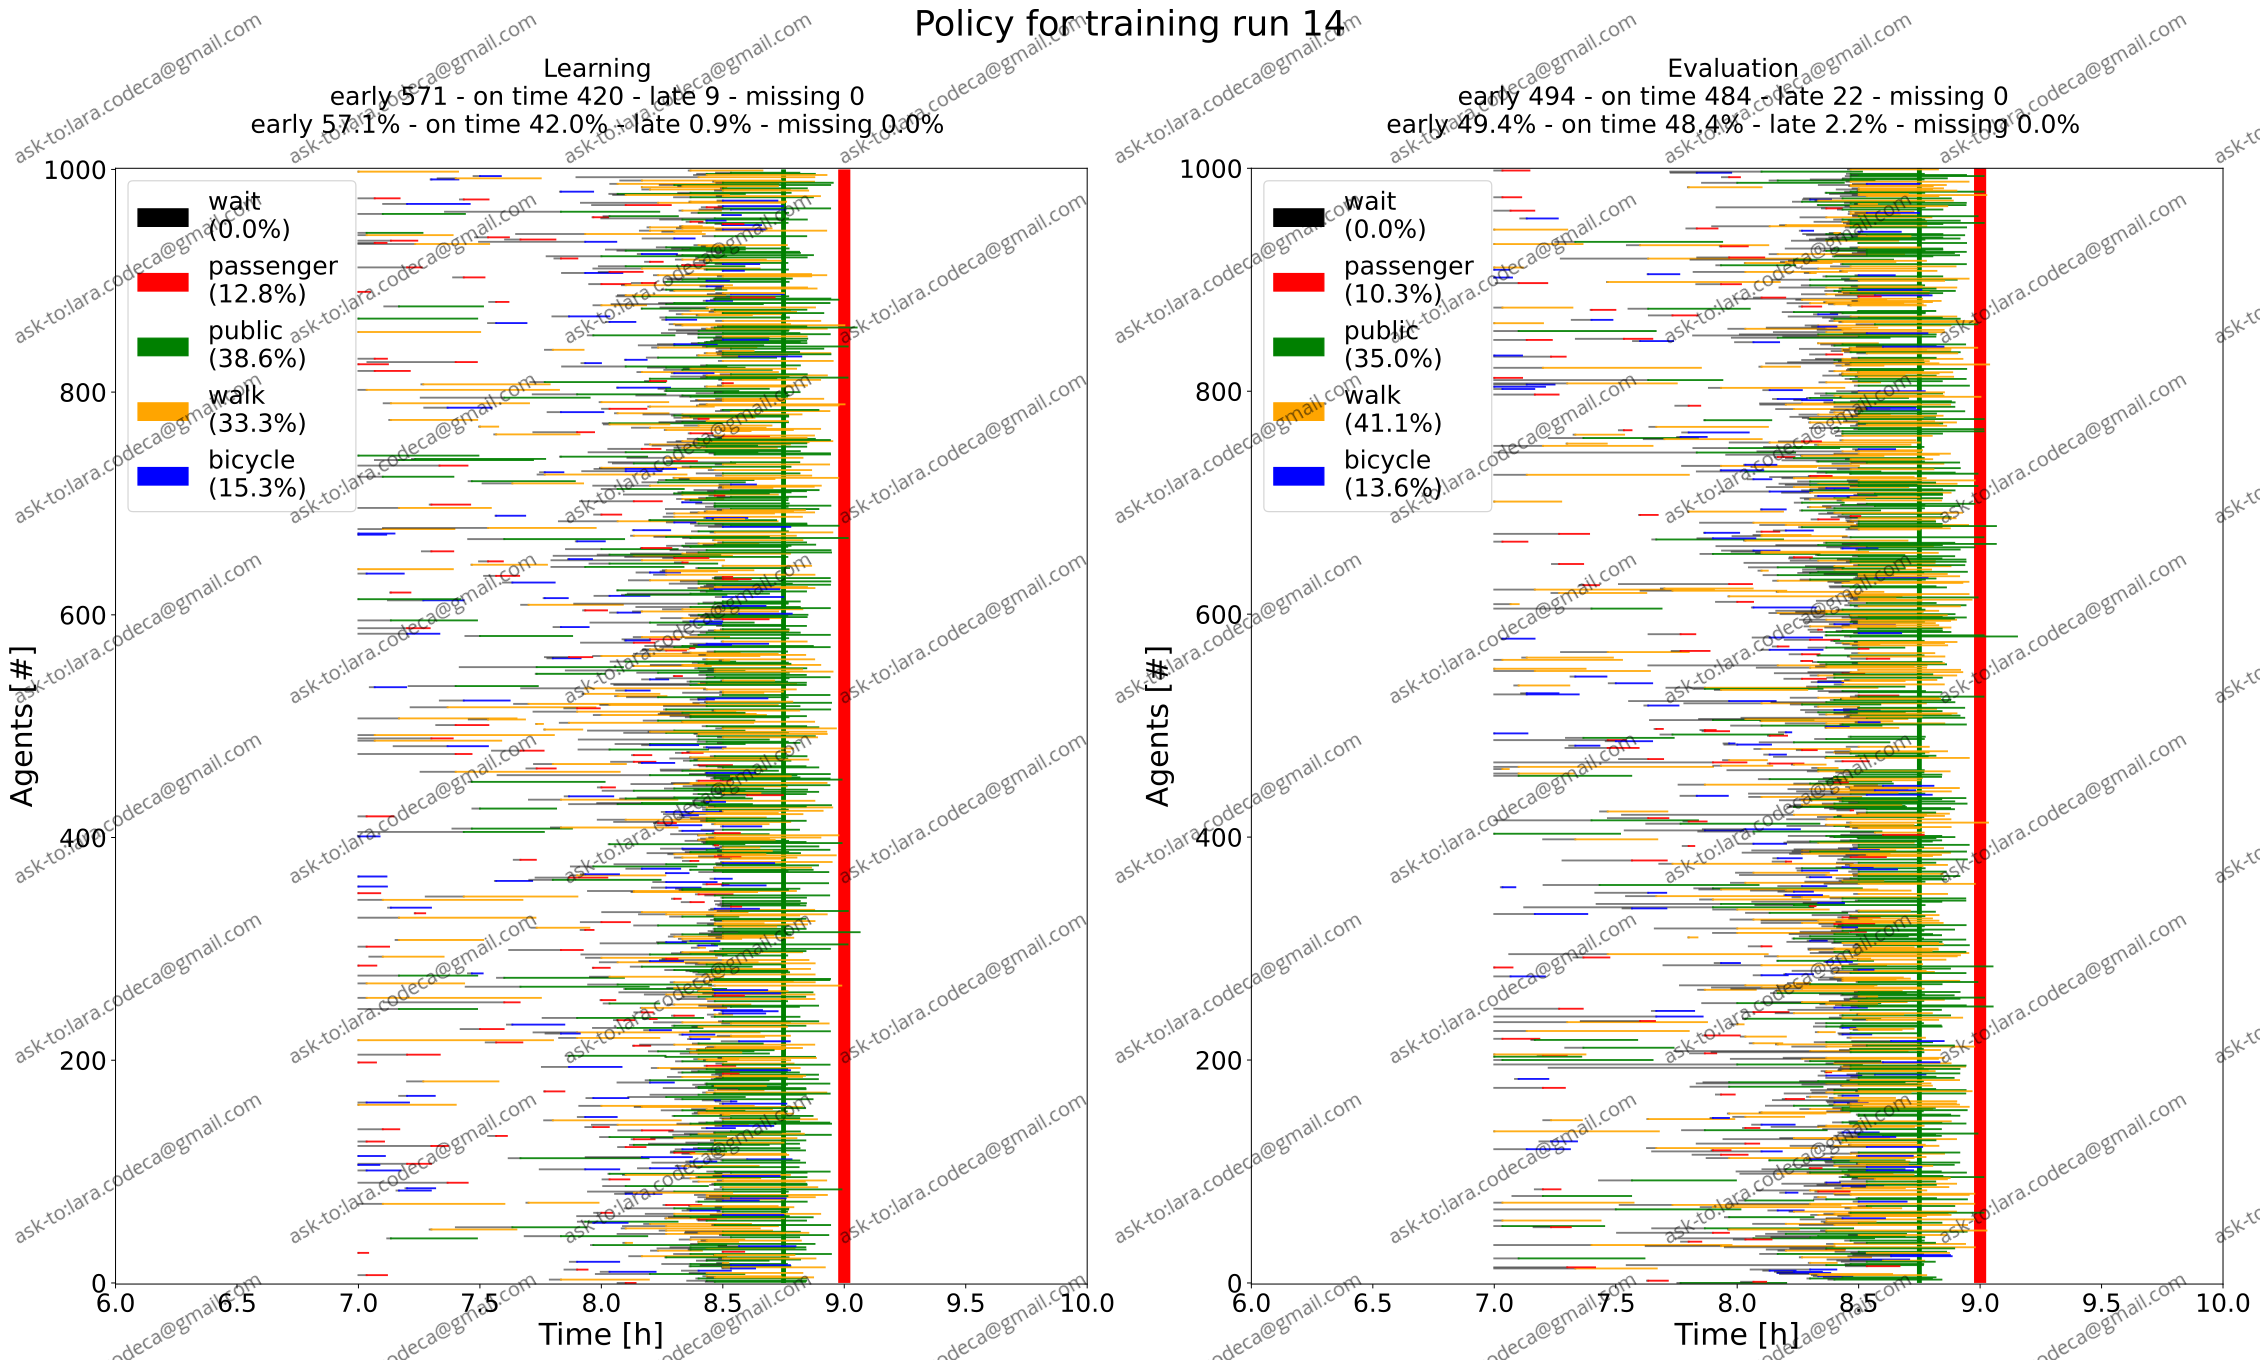 Policy for training run 14
Learning
early 571 - on time 420 - late 9 - missing 0
early 57.1% - on time 42.0% - late 0.9% - missing 0.0%
Evaluation
early 494 - on time 484 - late 22 - missing 0
early 49.4% - on time 48.4% - late 2.2% - missing 0.0%
wait
(0.0%)
passenger
(12.8%)
public
(38.6%)
walk
(33.3%)
bicycle
(15.3%)
wait
(0.0%)
passenger
(10.3%)
public
(35.0%)
walk
(41.1%)
bicycle
(13.6%)
Agents [#]
1000
800
600
400
200
0
6.0 6.5 7.0 7.5 8.0 8.5 9.0 9.5 10.0
Time [h]
Agents [#]
1000
800
600
400
200
0
6.0 6.5 7.0 7.5 8.0 8.5 9.0 9.5 10.0
Time [h]
ask-to:lara.codeca@gmail.com